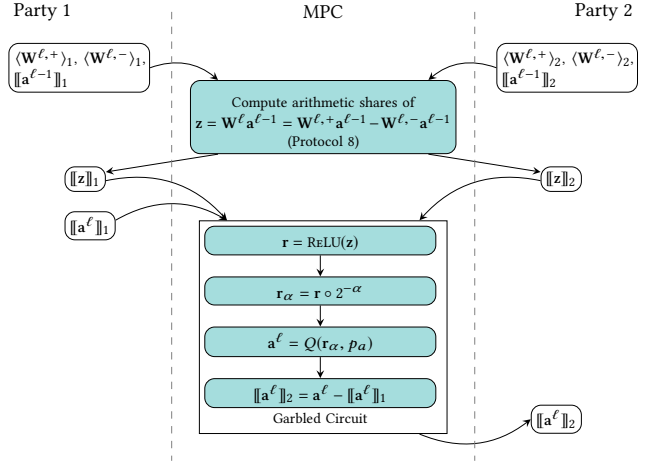 Party 1 MPC Party 2
⟨𝐖^{ℓ,+}⟩₁, ⟨𝐖^{ℓ,−}⟩₁,
⟦𝐚^{ℓ−1}⟧₁
⟨𝐖^{ℓ,+}⟩₂, ⟨𝐖^{ℓ,−}⟩₂,
⟦𝐚^{ℓ−1}⟧₂
Compute arithmetic shares of
𝐳 = 𝐖^ℓ 𝐚^{ℓ−1} = 𝐖^{ℓ,+} 𝐚^{ℓ−1} − 𝐖^{ℓ,−} 𝐚^{ℓ−1}
(Protocol 8)
⟦𝐳⟧₁
⟦𝐳⟧₂
⟦𝐚^ℓ⟧₁
𝐫 = RELU(𝐳)
𝐫_α = 𝐫 ∘ 2^{−α}
𝐚^ℓ = Q(𝐫_α, p_a)
⟦𝐚^ℓ⟧₂ = 𝐚^ℓ − ⟦𝐚^ℓ⟧₁
Garbled Circuit
⟦𝐚^ℓ⟧₂